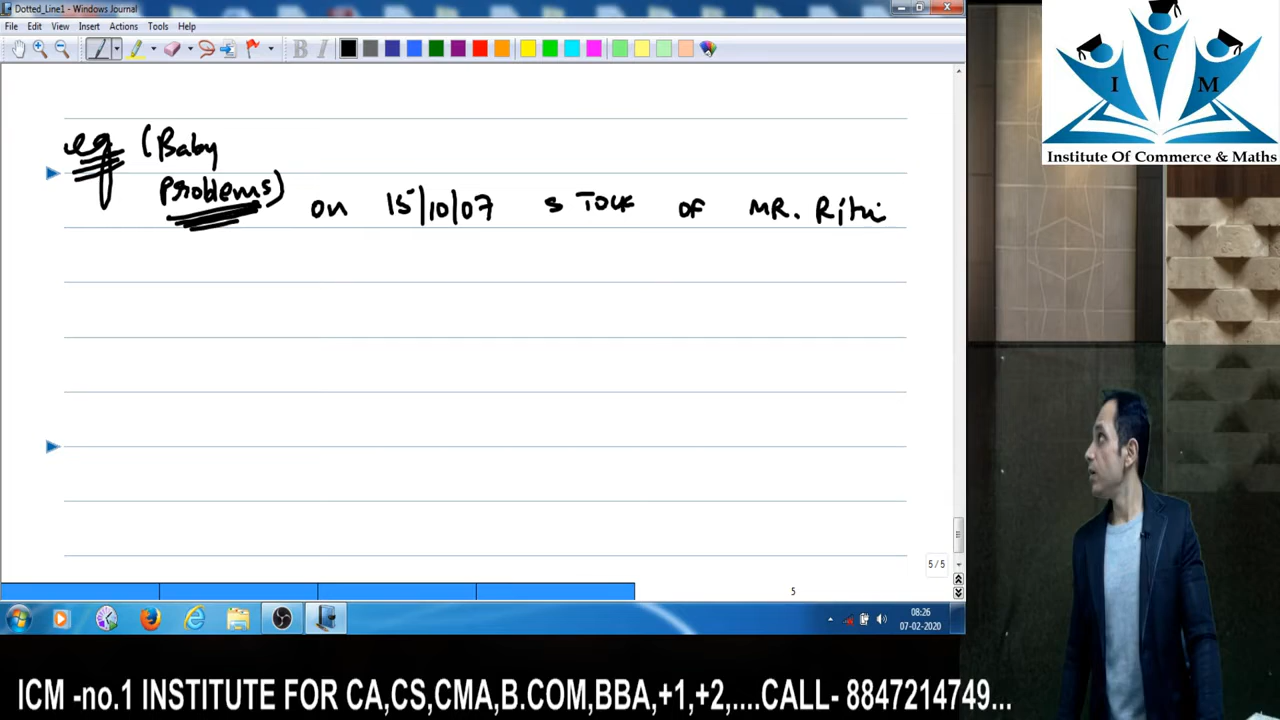 Dotted_Line1 - Windows Journal
File Edit View Insert Actions Tools Help
B I
eg (Baby
Problems) on 15/10/07 STOCK OF MR. Ritu
5 / 5
5
08:26
07-02-2020
I C M
Institute Of Commerce & Maths
ICM -no.1 INSTITUTE FOR CA,CS,CMA,B.COM,BBA,+1,+2,....CALL- 8847214749...